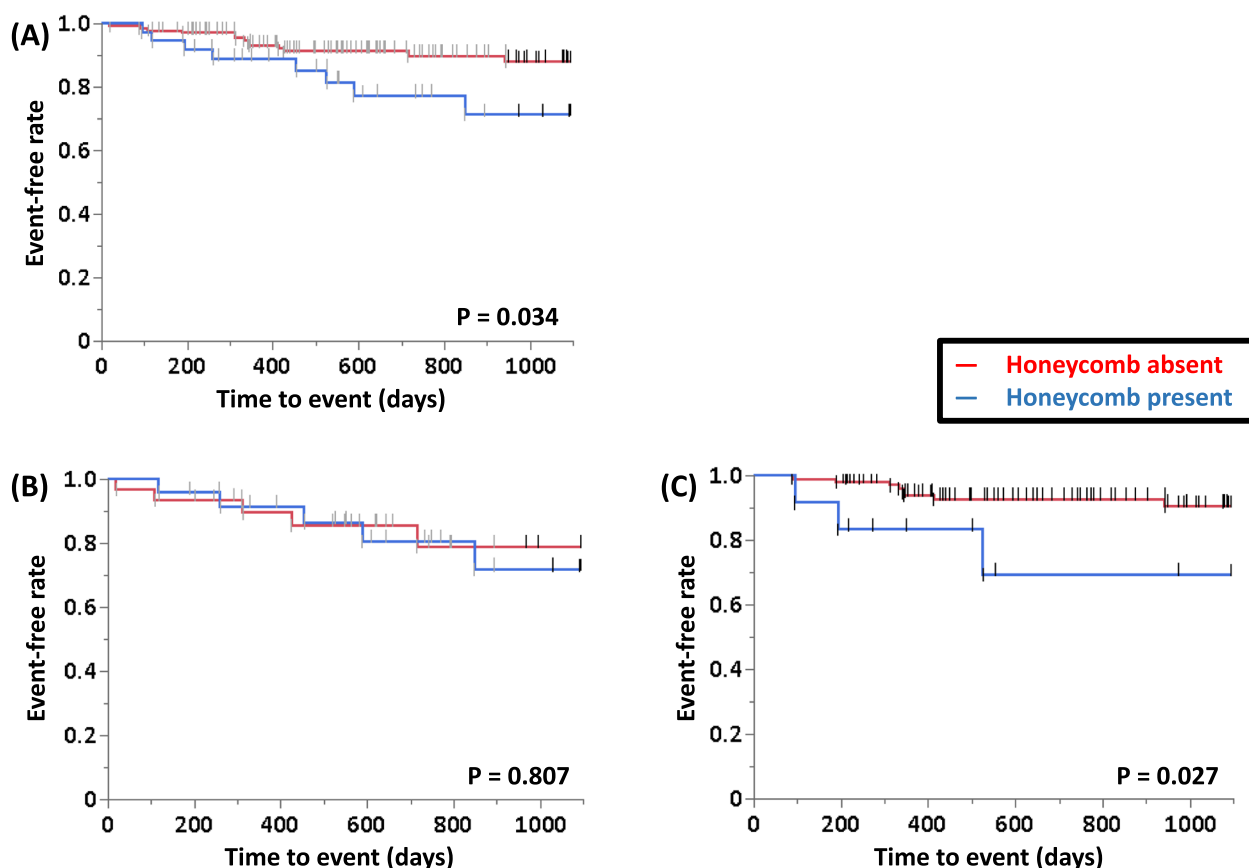 (A)
Event-free rate
1.0
0.8
0.6
0.4
0.2
0
P = 0.034
0 200 400 600 800 1000
Time to event (days)
Honeycomb absent
Honeycomb present
(B)
Event-free rate
1.0
0.8
0.6
0.4
0.2
0
P = 0.807
0 200 400 600 800 1000
Time to event (days)
(C)
Event-free rate
1.0
0.8
0.6
0.4
0.2
0
P = 0.027
0 200 400 600 800 1000
Time to event (days)